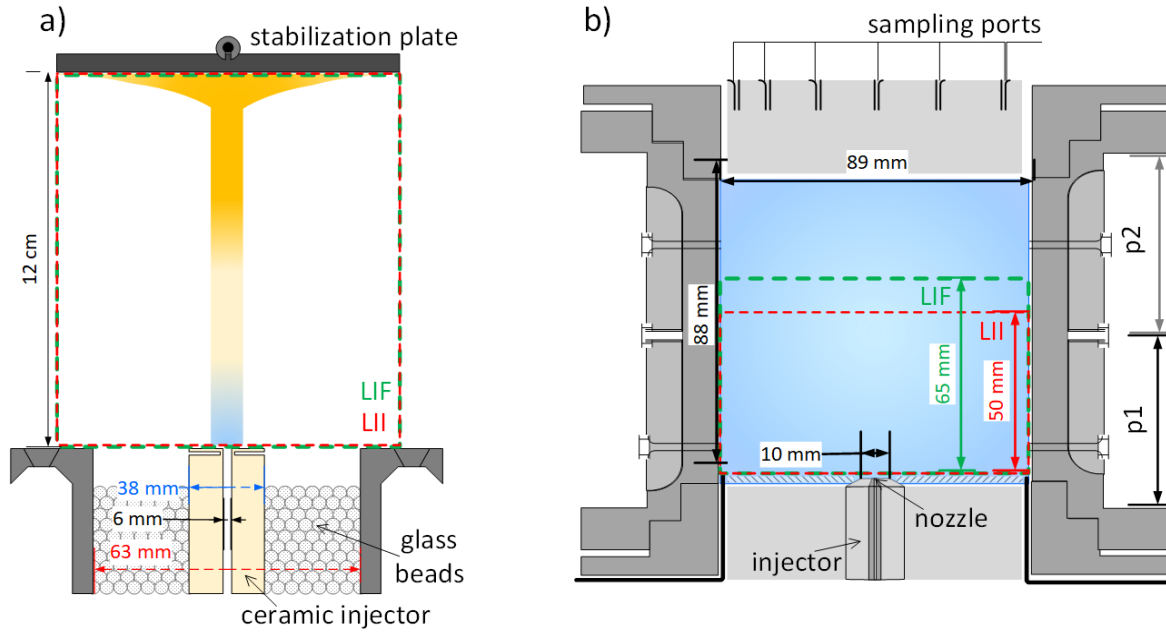 a)
stabilization plate
12 cm
LIF
LII
38 mm
6 mm
63 mm
glass
beads
ceramic injector
b)
sampling ports
89 mm
88 mm
LIF
LII
65 mm
50 mm
10 mm
nozzle
injector
p2
p1